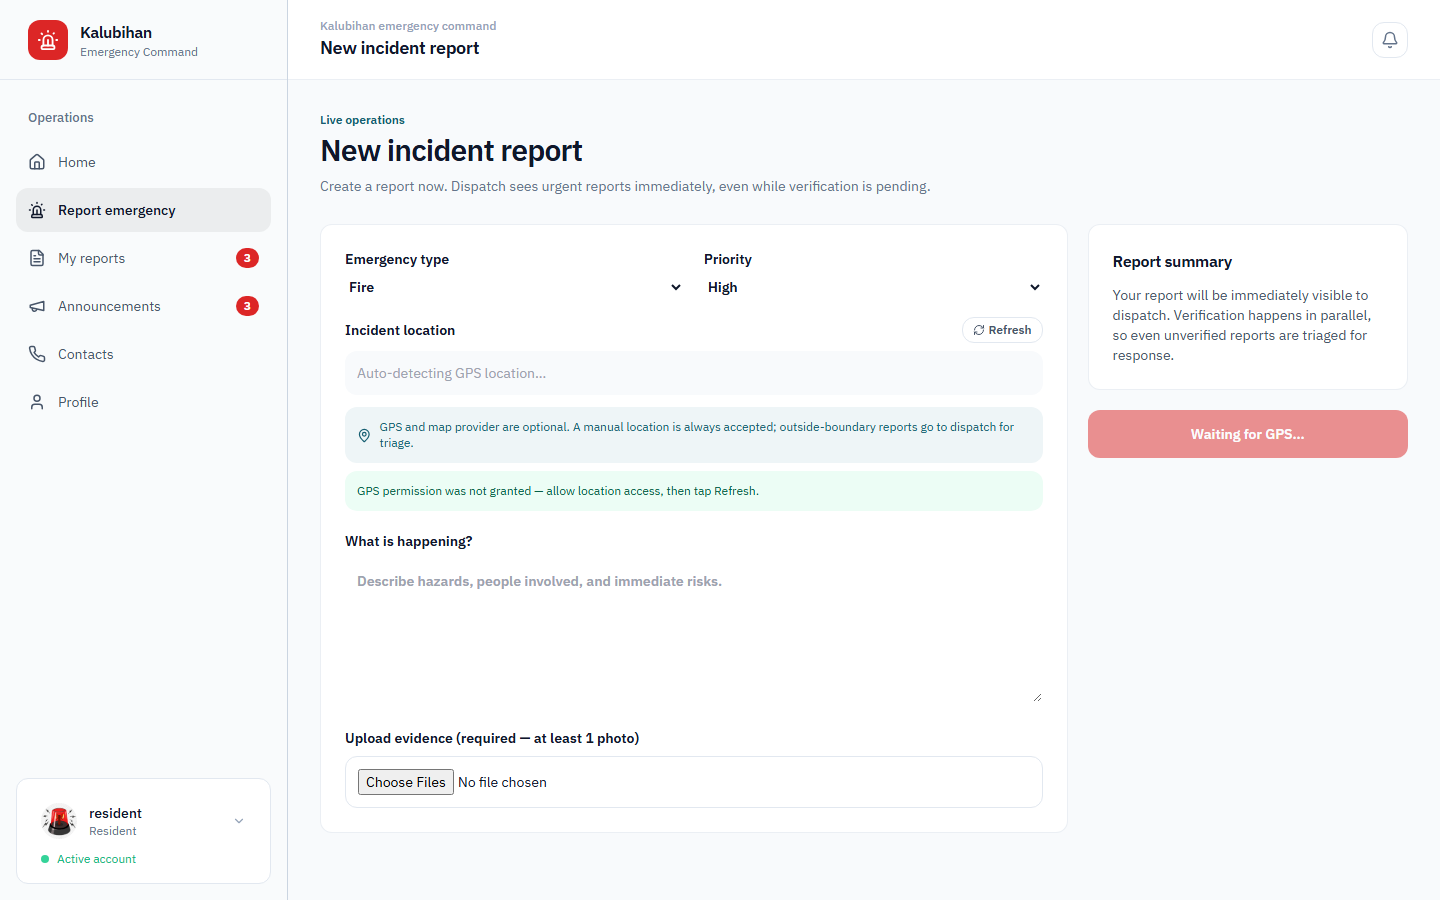 Kalubihan
Emergency Command
Operations
Home
Report emergency
My reports
3
Announcements
3
Contacts
Profile
resident
Resident
Active account
Kalubihan emergency command
New incident report
Live operations
New incident report
Create a report now. Dispatch sees urgent reports immediately, even while verification is pending.
Emergency type
Priority
Fire
High
Incident location
Refresh
Auto-detecting GPS location...
GPS and map provider are optional. A manual location is always accepted; outside-boundary reports go to dispatch for
triage.
GPS permission was not granted — allow location access, then tap Refresh.
What is happening?
Describe hazards, people involved, and immediate risks.
Upload evidence (required — at least 1 photo)
Choose Files No file chosen
Report summary
Your report will be immediately visible to
dispatch. Verification happens in parallel,
so even unverified reports are triaged for
response.
Waiting for GPS...